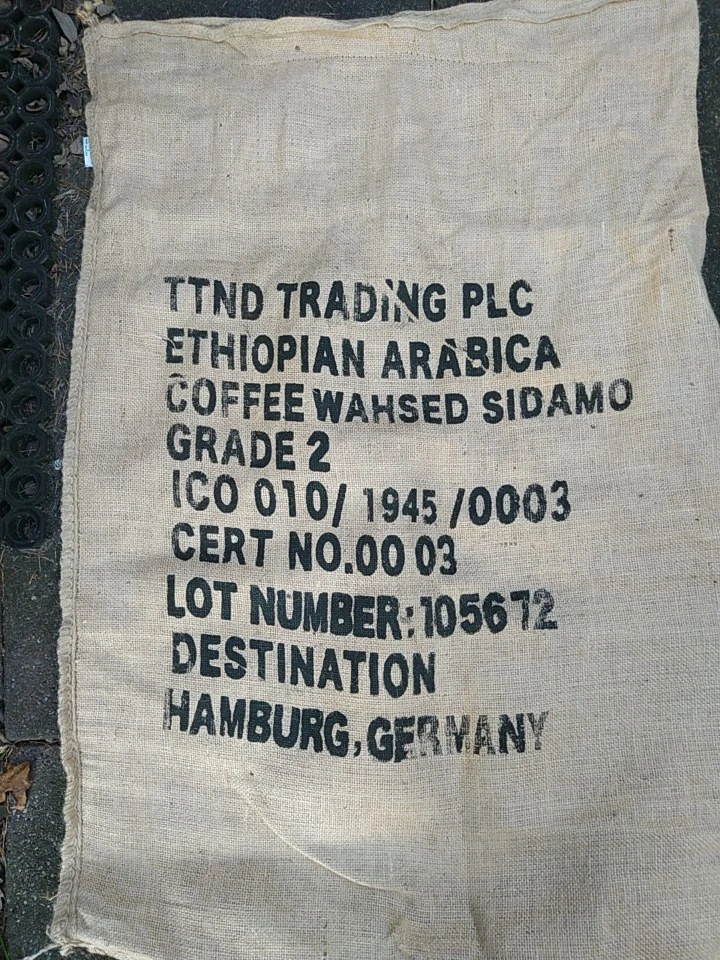 TTND TRADING PLC
ETHIOPIAN ARABICA
COFFEE WAHSED SIDAMO
GRADE 2
ICO 010/ 1945 /0003
CERT NO.00 03
LOT NUMBER:105672
DESTINATION
HAMBURG,GERMANY